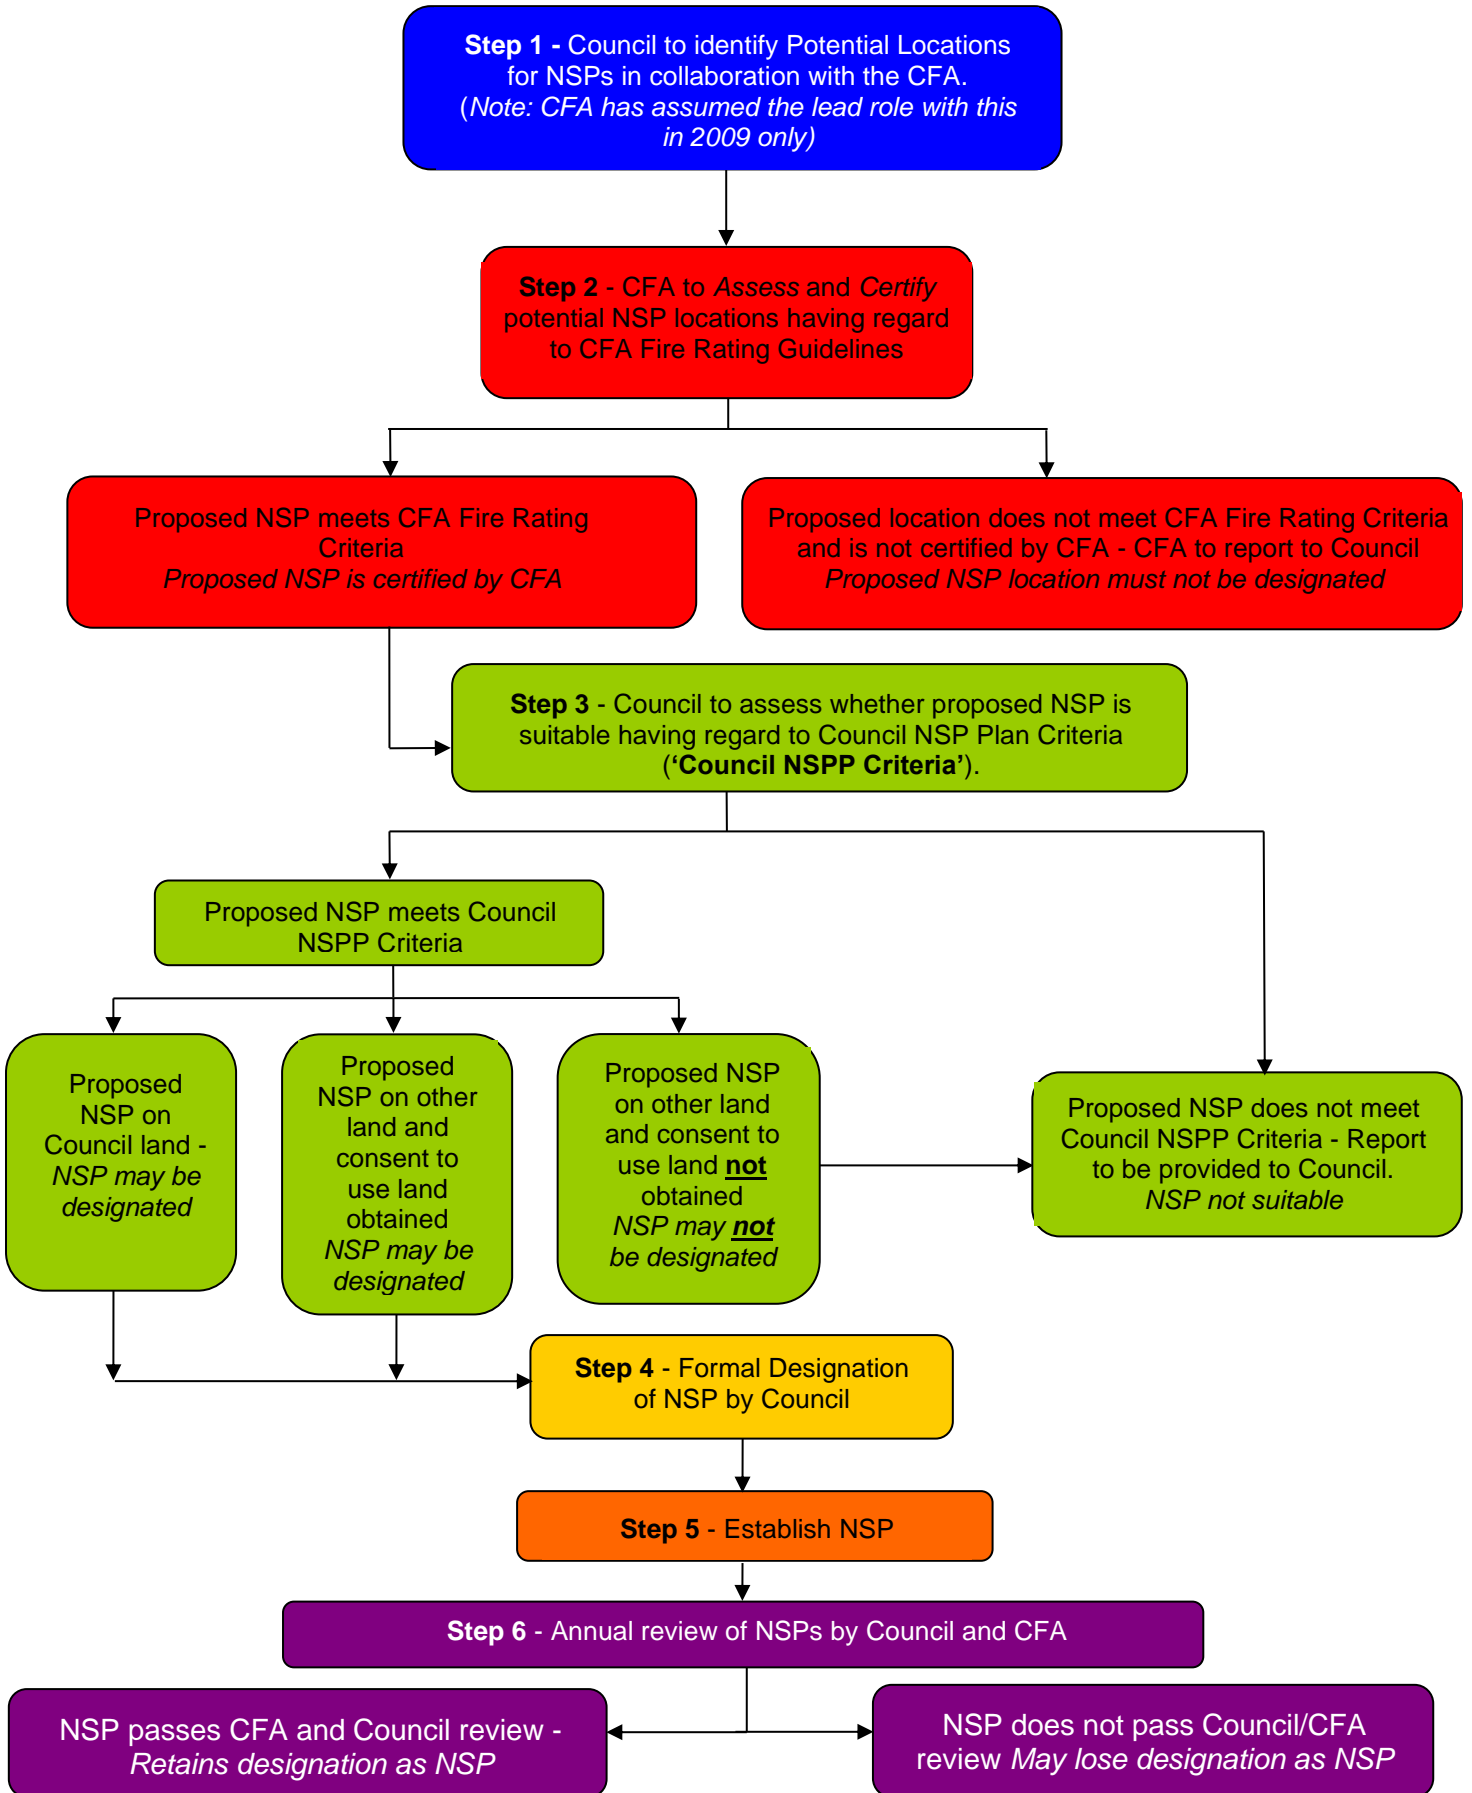 Step 1 - Council to identify Potential Locations
for NSPs in collaboration with the CFA.
(Note: CFA has assumed the lead role with this
in 2009 only)
Step 2 - CFA to Assess and Certify
potential NSP locations having regard
to CFA Fire Rating Guidelines
Proposed NSP meets CFA Fire Rating
Criteria
Proposed NSP is certified by CFA
Proposed location does not meet CFA Fire Rating Criteria
and is not certified by CFA - CFA to report to Council
Proposed NSP location must not be designated
Step 3 - Council to assess whether proposed NSP is
suitable having regard to Council NSP Plan Criteria
(‘Council NSPP Criteria’).
Proposed NSP meets Council
NSPP Criteria
Proposed
NSP on
Council land -
NSP may be
designated
Proposed
NSP on other
land and
consent to
use land
obtained
NSP may be
designated
Proposed NSP
on other land
and consent to
use land not
obtained
NSP may not
be designated
Proposed NSP does not meet
Council NSPP Criteria - Report
to be provided to Council.
NSP not suitable
Step 4 - Formal Designation
of NSP by Council
Step 5 - Establish NSP
Step 6 - Annual review of NSPs by Council and CFA
NSP passes CFA and Council review -
Retains designation as NSP
NSP does not pass Council/CFA
review May lose designation as NSP